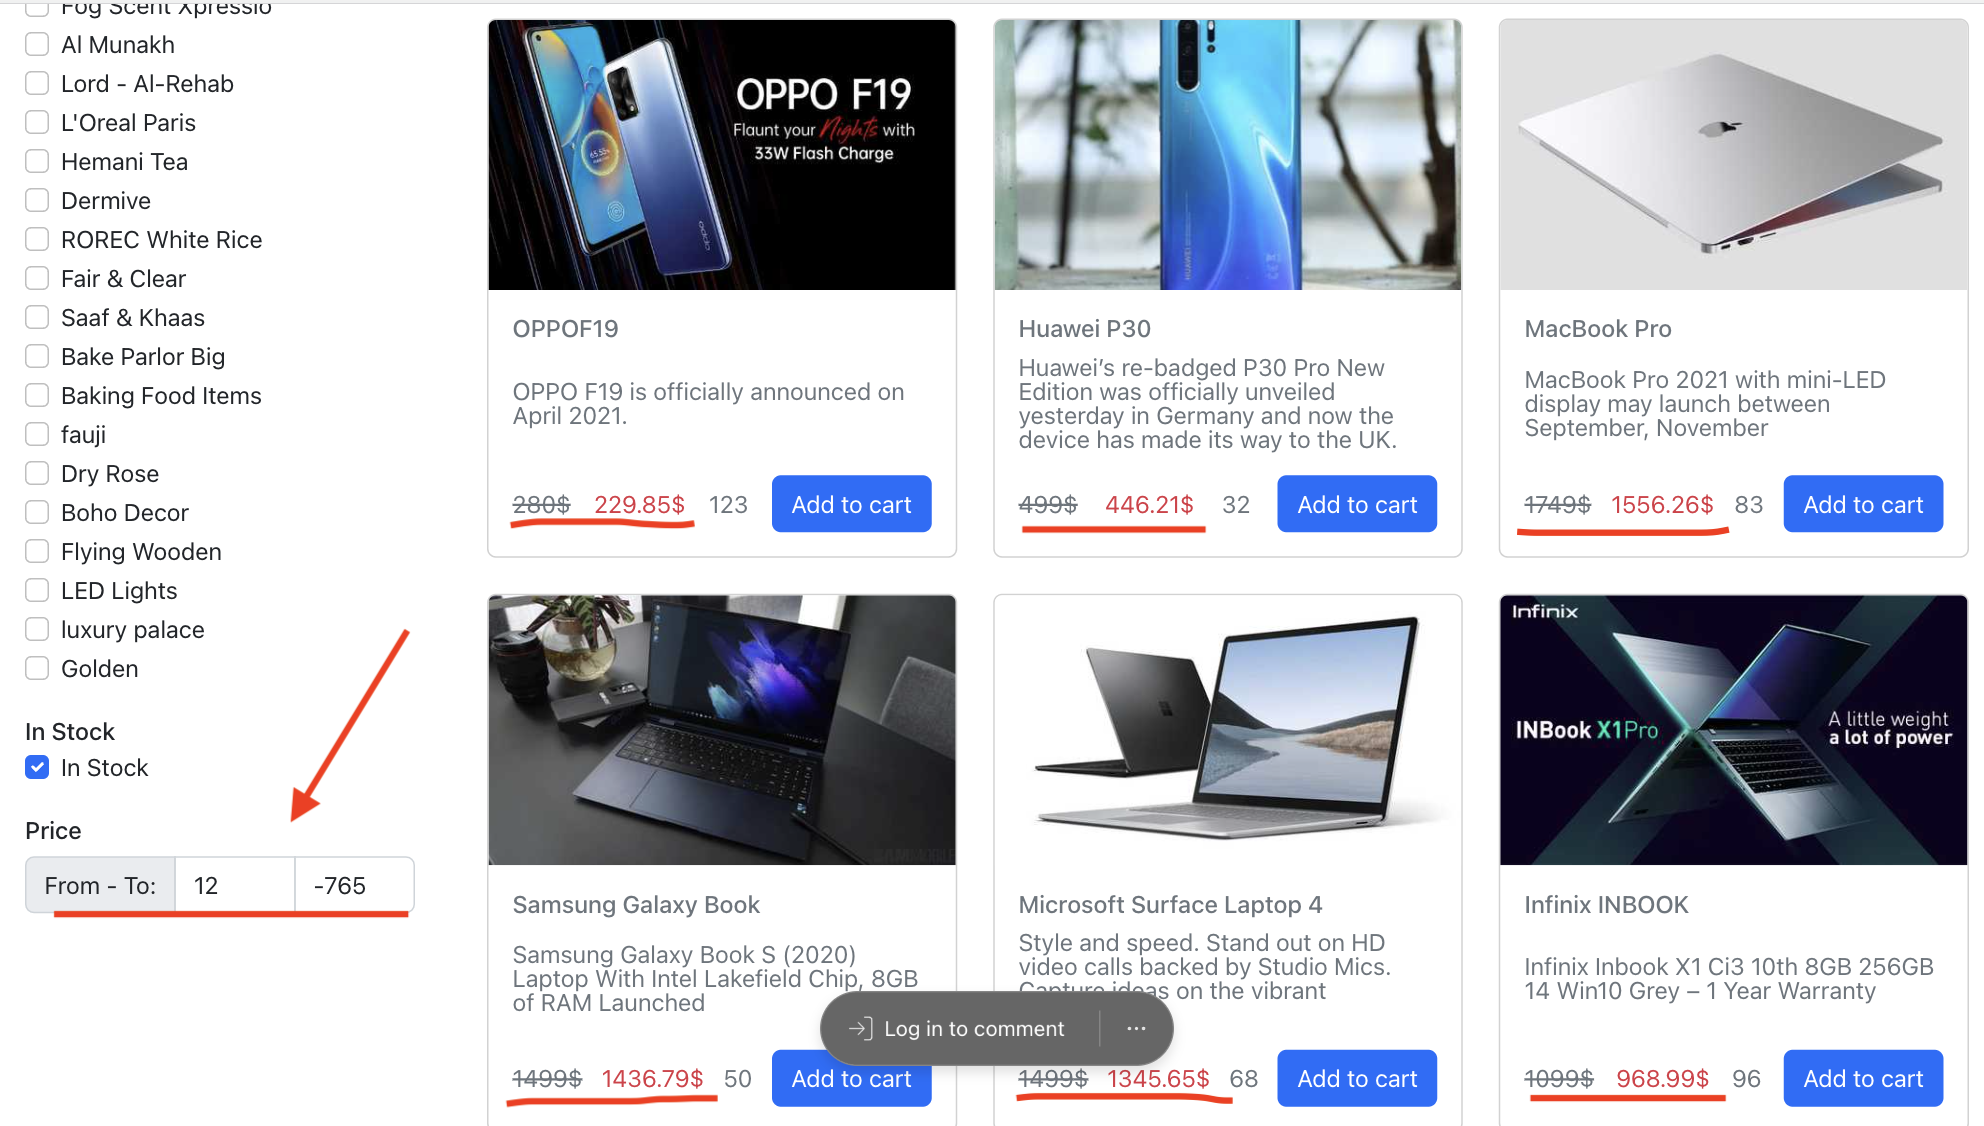 Fog Scent Xpressio
Al Munakh
Lord - Al-Rehab
L'Oreal Paris
Hemani Tea
Dermive
ROREC White Rice
Fair & Clear
Saaf & Khaas
Bake Parlor Big
Baking Food Items
fauji
Dry Rose
Boho Decor
Flying Wooden
LED Lights
luxury palace
Golden
In Stock
In Stock
Price
From - To: 12 -765
OPPO F19
Flaunt your Nights with
33W Flash Charge
oppo
OPPOF19
OPPO F19 is officially announced on
April 2021.
280$ 229.85$ 123 Add to cart
HUAWEI
Huawei P30
Huawei’s re-badged P30 Pro New
Edition was officially unveiled
yesterday in Germany and now the
device has made its way to the UK.
499$ 446.21$ 32 Add to cart
MacBook Pro
MacBook Pro 2021 with mini-LED
display may launch between
September, November
1749$ 1556.26$ 83 Add to cart
Samsung Galaxy Book
Samsung Galaxy Book S (2020)
Laptop With Intel Lakefield Chip, 8GB
of RAM Launched
1499$ 1436.79$ 50 Add to cart
Microsoft Surface Laptop 4
Style and speed. Stand out on HD
video calls backed by Studio Mics.
Capture ideas on the vibrant
1499$ 1345.65$ 68 Add to cart
Infinix
INBook X1Pro
A little weight
a lot of power
Infinix INBOOK
Infinix Inbook X1 Ci3 10th 8GB 256GB
14 Win10 Grey – 1 Year Warranty
1099$ 968.99$ 96 Add to cart
Log in to comment